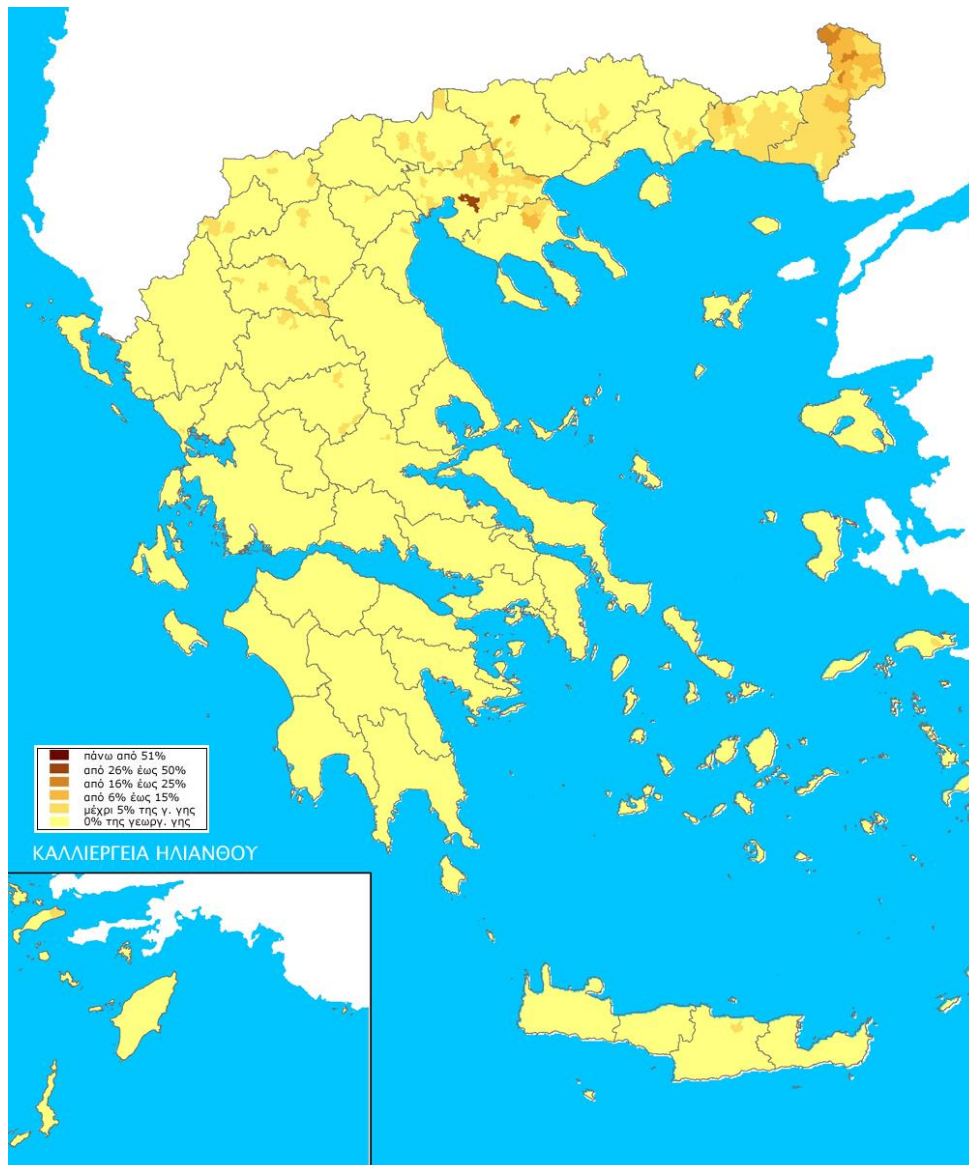 πάνω από 51%
από 26% έως 50%
από 16% έως 25%
από 6% έως 15%
μέχρι 5% της γ. γης
0% της γεωργ. γης
ΚΑΛΛΙΕΡΓΕΙΑ ΗΛΙΑΝΘΟΥ